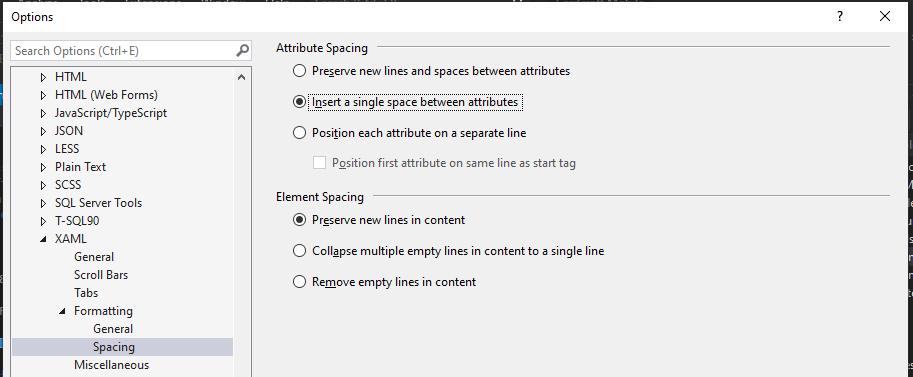 Options
?
Search Options (Ctrl+E)
HTML
HTML (Web Forms)
JavaScript/TypeScript
JSON
LESS
Plain Text
SCSS
SQL Server Tools
T-SQL90
XAML
General
Scroll Bars
Tabs
Formatting
General
Spacing
Miscellaneous
Attribute Spacing
Preserve new lines and spaces between attributes
Insert a single space between attributes
Position each attribute on a separate line
Position first attribute on same line as start tag
Element Spacing
Preserve new lines in content
Collapse multiple empty lines in content to a single line
Remove empty lines in content